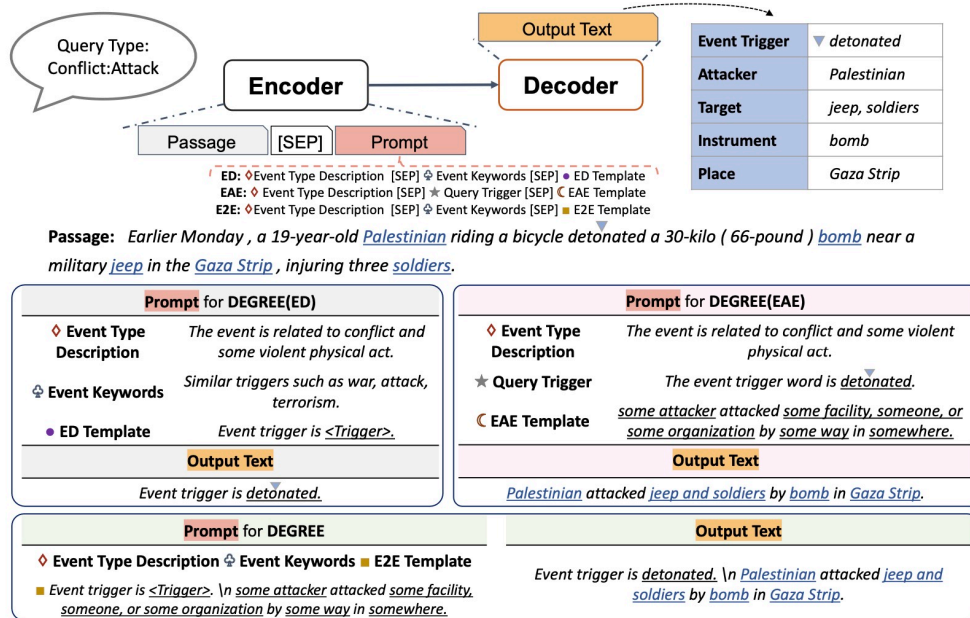 Query Type:
Conflict:Attack
Output Text
Encoder
Decoder
Passage
[SEP]
Prompt
ED: Event Type Description [SEP] Event Keywords [SEP] ED Template
EAE: Event Type Description [SEP] Query Trigger [SEP] EAE Template
E2E: Event Type Description [SEP] Event Keywords [SEP] E2E Template
Event Trigger detonated
Attacker Palestinian
Target jeep, soldiers
Instrument bomb
Place Gaza Strip
Passage: Earlier Monday , a 19-year-old Palestinian riding a bicycle detonated a 30-kilo ( 66-pound ) bomb near a
military jeep in the Gaza Strip , injuring three soldiers.
Prompt for DEGREE(ED)
Event Type
Description
The event is related to conflict and
some violent physical act.
Event Keywords
Similar triggers such as war, attack,
terrorism.
ED Template
Event trigger is <Trigger>.
Output Text
Event trigger is detonated.
Prompt for DEGREE(EAE)
Event Type
Description
The event is related to conflict and some violent
physical act.
Query Trigger
The event trigger word is detonated.
EAE Template
some attacker attacked some facility, someone, or
some organization by some way in somewhere.
Output Text
Palestinian attacked jeep and soldiers by bomb in Gaza Strip.
Prompt for DEGREE
Event Type Description Event Keywords E2E Template
Event trigger is <Trigger>. \n some attacker attacked some facility,
someone, or some organization by some way in somewhere.
Output Text
Event trigger is detonated. \n Palestinian attacked jeep and
soldiers by bomb in Gaza Strip.